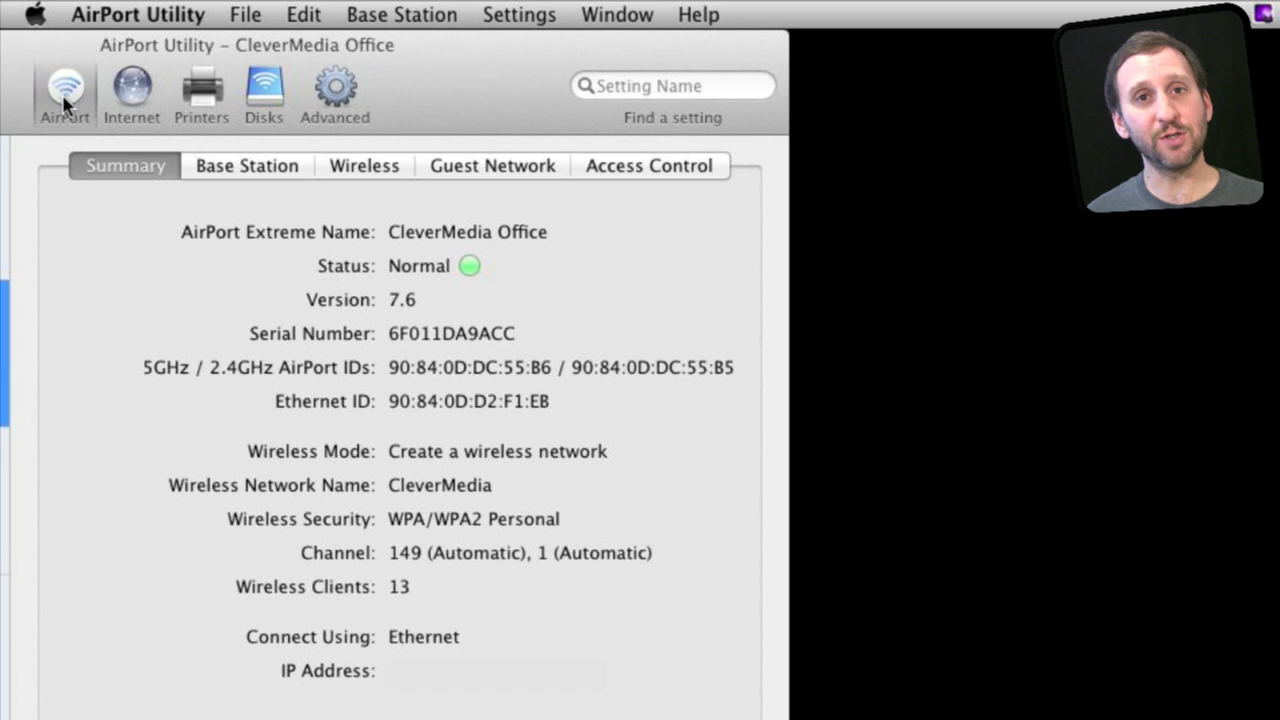 AirPort Utility File Edit Base Station Settings Window Help
AirPort Utility – CleverMedia Office
Setting Name
AirPort Internet Printers Disks Advanced Find a setting
Summary Base Station Wireless Guest Network Access Control
AirPort Extreme Name: CleverMedia Office
Status: Normal
Version: 7.6
Serial Number: 6F011DA9ACC
5GHz / 2.4GHz AirPort IDs: 90:84:0D:DC:55:B6 / 90:84:0D:DC:55:B5
Ethernet ID: 90:84:0D:D2:F1:EB
Wireless Mode: Create a wireless network
Wireless Network Name: CleverMedia
Wireless Security: WPA/WPA2 Personal
Channel: 149 (Automatic), 1 (Automatic)
Wireless Clients: 13
Connect Using: Ethernet
IP Address: